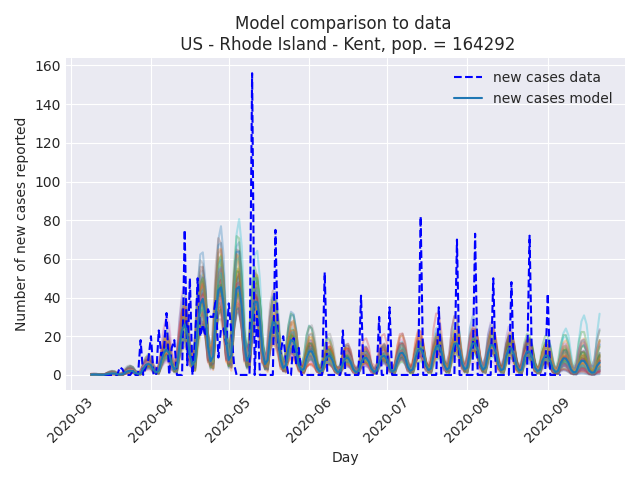 Model comparison to data
US - Rhode Island - Kent, pop. = 164292
Number of new cases reported
160
140
120
100
80
60
40
20
0
new cases data
new cases model
2020-03
2020-04
2020-05
2020-06
2020-07
2020-08
2020-09
Day